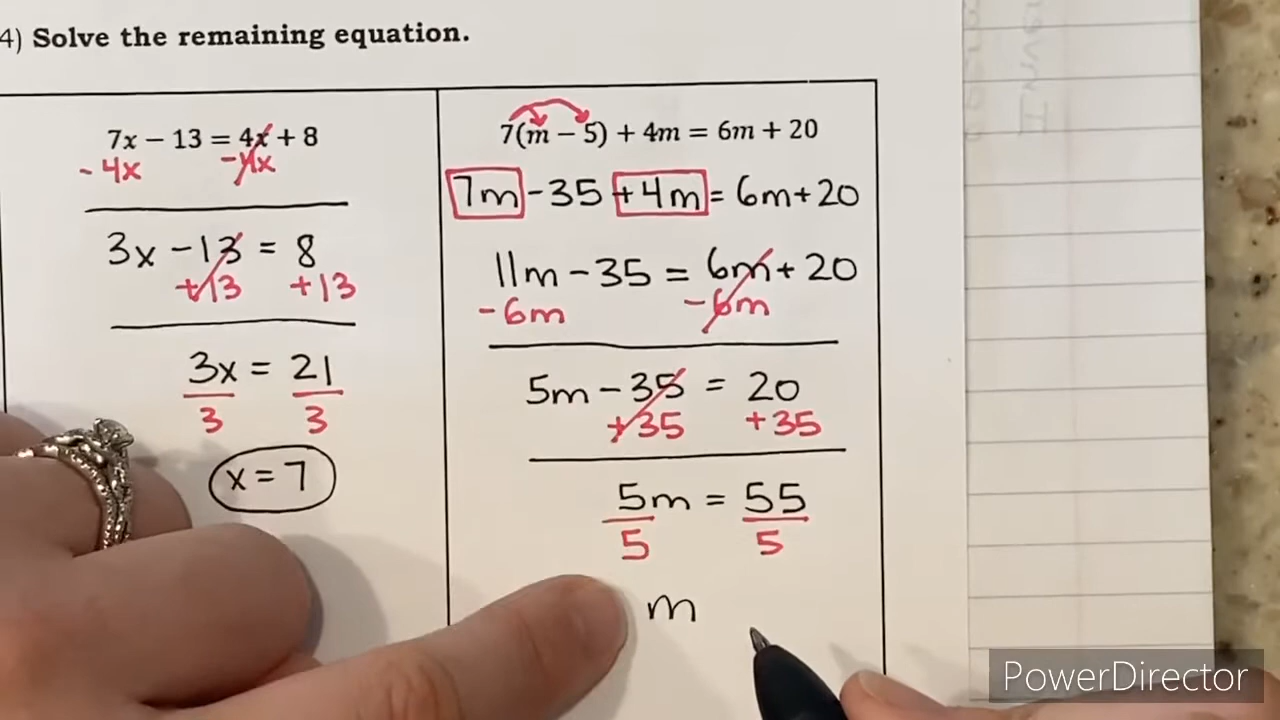 4) Solve the remaining equation.
7x − 13 = 4x + 8
- 4x -4x
3x - 13 = 8
+13 +13
3x = 21
3 3
x = 7
7(m − 5) + 4m = 6m + 20
7m - 35 + 4m = 6m + 20
11m - 35 = 6m + 20
- 6m - 6m
5m - 35 = 20
+35 +35
5m = 55
5 5
m
PowerDirector